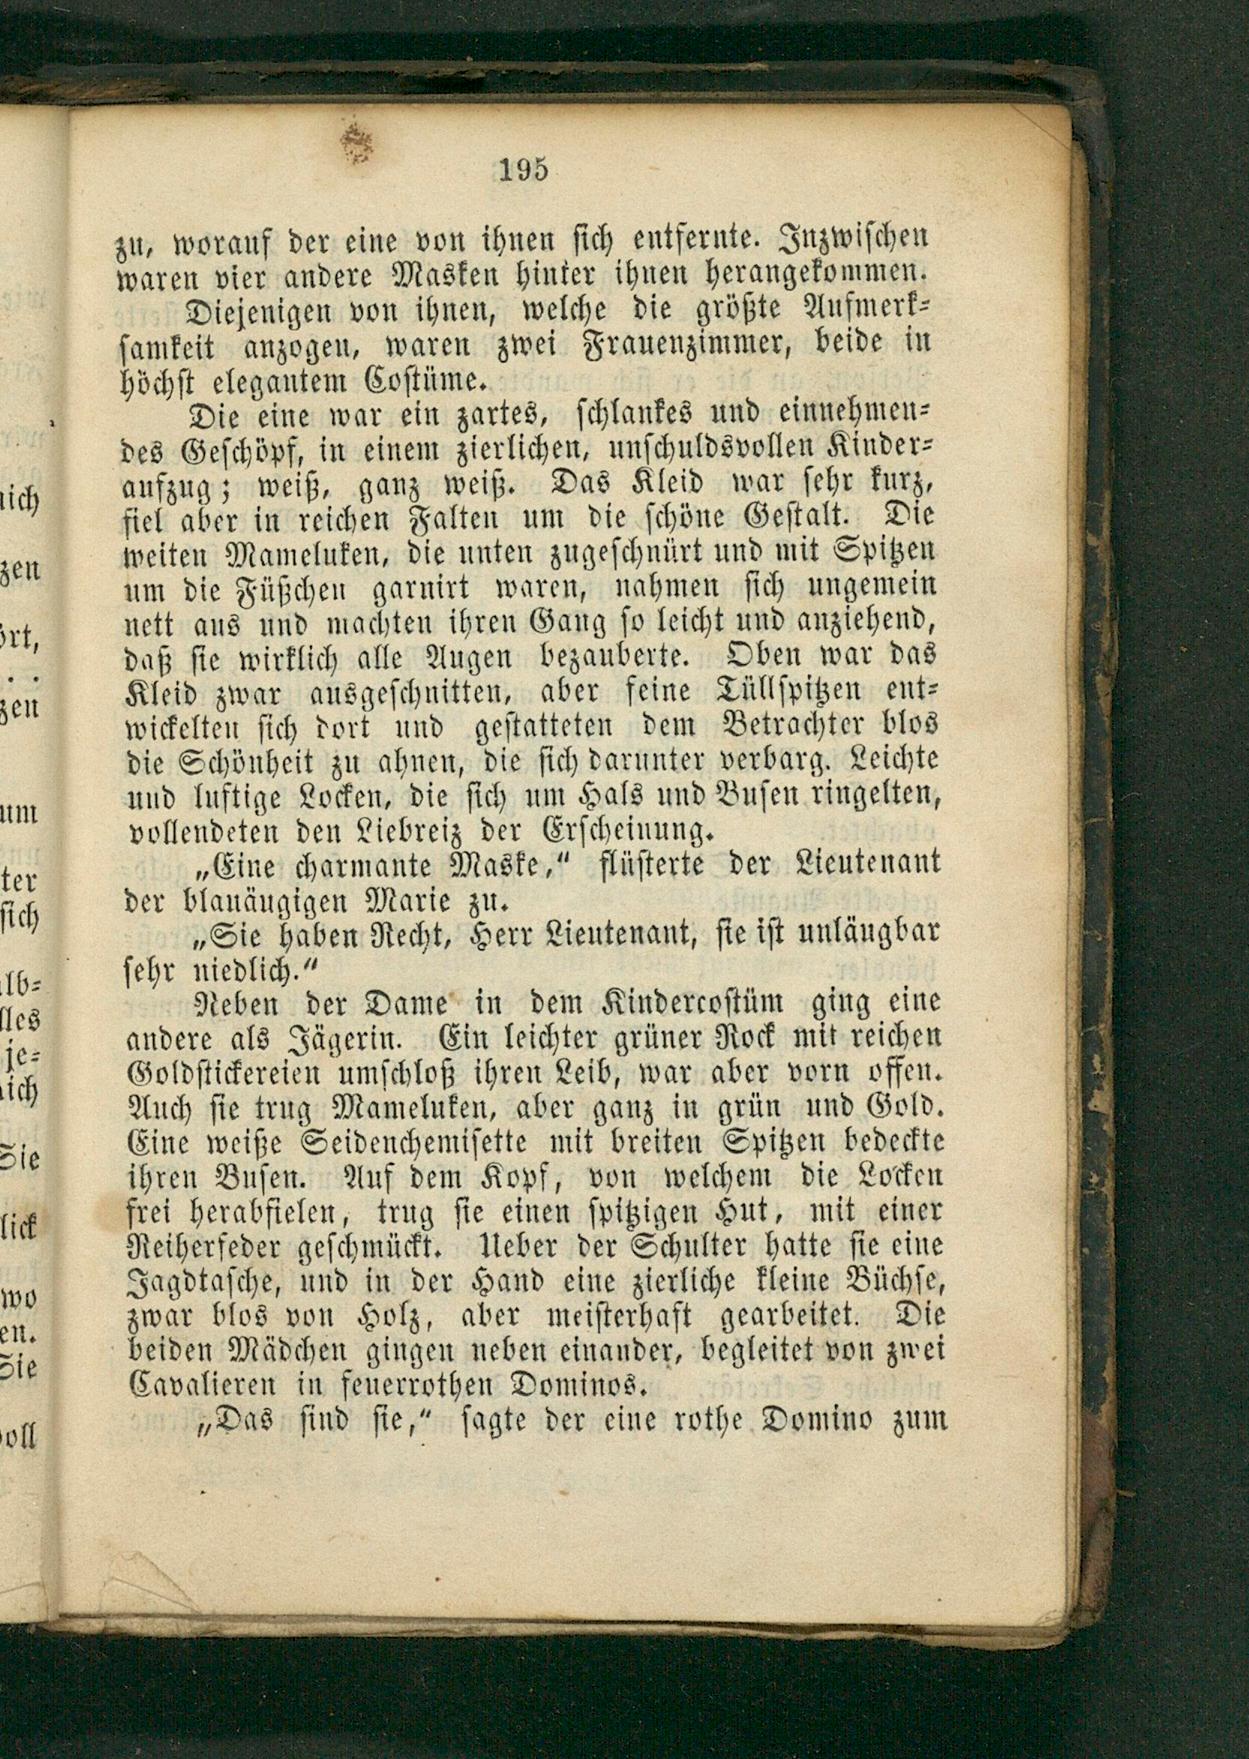 195
zu, worauf der eine von ihnen sich entfernte. Inzwischen
waren vier andere Masken hinter ihnen herangekommen.
Diejenigen von ihnen, welche die größte Aufmerk-
samkeit anzogen, waren zwei Frauenzimmer, beide in
höchst elegantem Costüme.
Die eine war ein zartes, schlankes und einnehmen-
des Geschöpf, in einem zierlichen, unschuldsvollen Kinder-
aufzug; weiß, ganz weiß. Das Kleid war sehr kurz,
fiel aber in reichen Falten um die schöne Gestalt. Die
weiten Mameluken, die unten zugeschnürt und mit Spitzen
um die Füßchen garnirt waren, nahmen sich ungemein
nett aus und machten ihren Gang so leicht und anziehend,
daß sie wirklich alle Augen bezauberte. Oben war das
Kleid zwar ausgeschnitten, aber feine Tüllspitzen ent-
wickelten sich dort und gestatteten dem Betrachter blos
die Schönheit zu ahnen, die sich darunter verbarg. Leichte
und luftige Locken, die sich um Hals und Busen ringelten,
vollendeten den Liebreiz der Erscheinung.
„Eine charmante Maske,“ flüsterte der Lieutenant
der blauäugigen Marie zu.
„Sie haben Recht, Herr Lieutenant, sie ist unläugbar
sehr niedlich.“
Neben der Dame in dem Kindercostüm ging eine
andere als Jägerin. Ein leichter grüner Rock mit reichen
Goldstickereien umschloß ihren Leib, war aber vorn offen.
Auch sie trug Mameluken, aber ganz in grün und Gold.
Eine weiße Seidenchemisette mit breiten Spitzen bedeckte
ihren Busen. Auf dem Kopf, von welchem die Locken
frei herabfielen, trug sie einen spitzigen Hut, mit einer
Reiherfeder geschmückt. Ueber der Schulter hatte sie eine
Jagdtasche, und in der Hand eine zierliche kleine Büchse,
zwar blos von Holz, aber meisterhaft gearbeitet. Die
beiden Mädchen gingen neben einander, begleitet von zwei
Cavalieren in feuerrothen Dominos.
„Das sind sie,“ sagte der eine rothe Domino zum